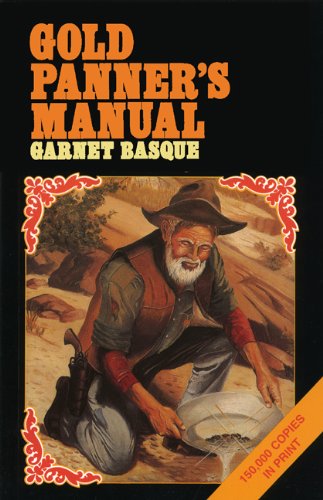 GOLD
PANNER'S
MANUAL
GARNET BASQUE
150,000 COPIES
IN PRINT